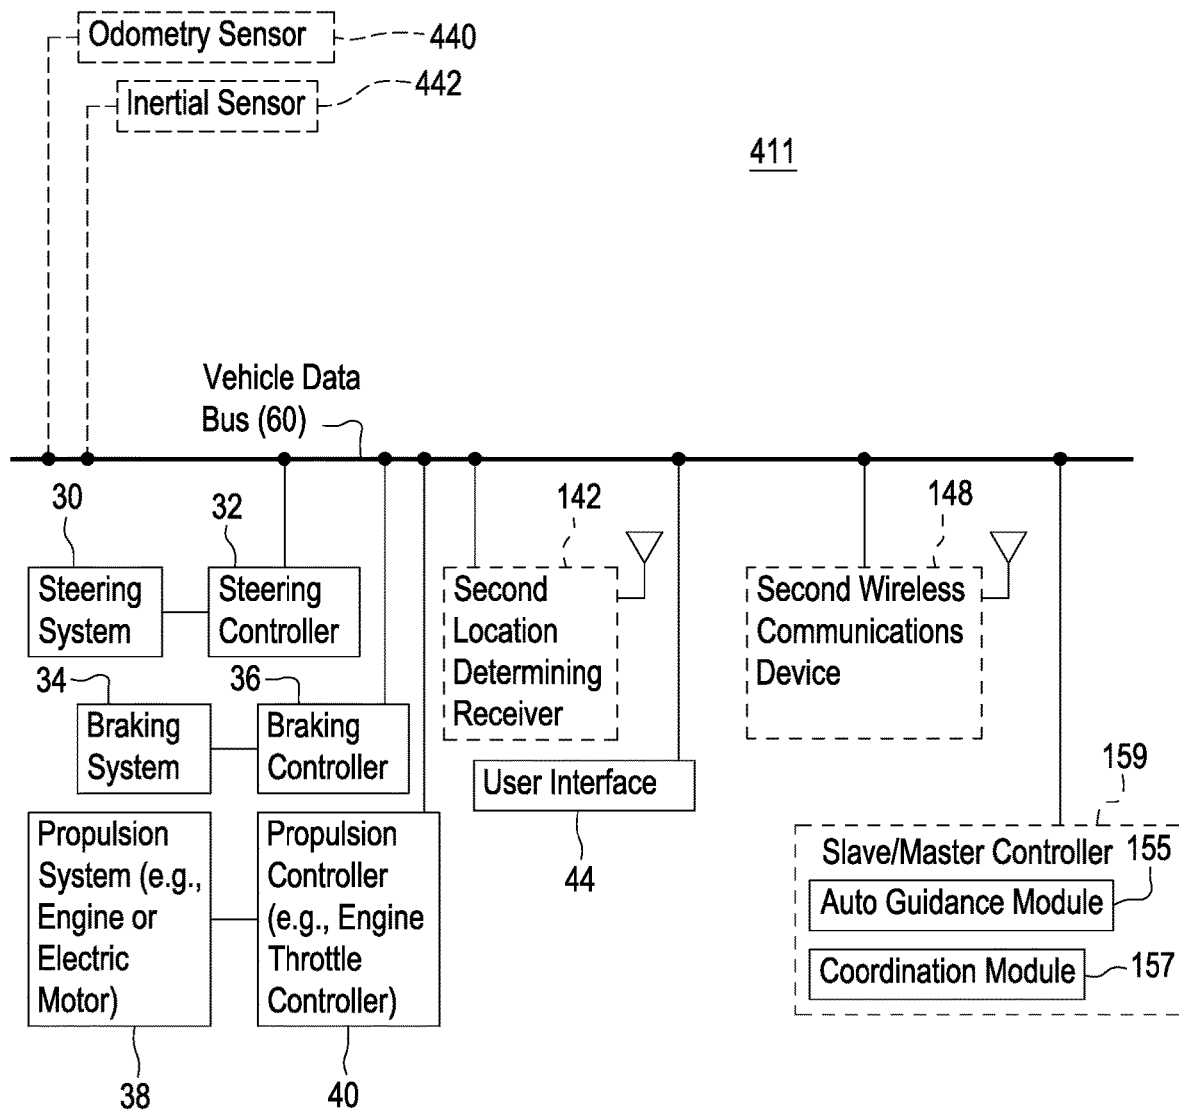 Odometry Sensor
440
Inertial Sensor
442
411
Vehicle Data
Bus (60)
30
32
142
148
Steering
System
Steering
Controller
Second
Location
Determining
Receiver
Second Wireless
Communications
Device
34
36
Braking
System
Braking
Controller
User Interface
44
159
Propulsion
System (e.g.,
Engine or
Electric
Motor)
Propulsion
Controller
(e.g., Engine
Throttle
Controller)
Slave/Master Controller
155
Auto Guidance Module
Coordination Module
157
38
40